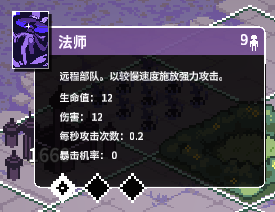 法师
9
远程部队。以较慢速度施放强力攻击。
生命值： 12
伤害： 12
每秒攻击次数：0.2
暴击机率： 0
166